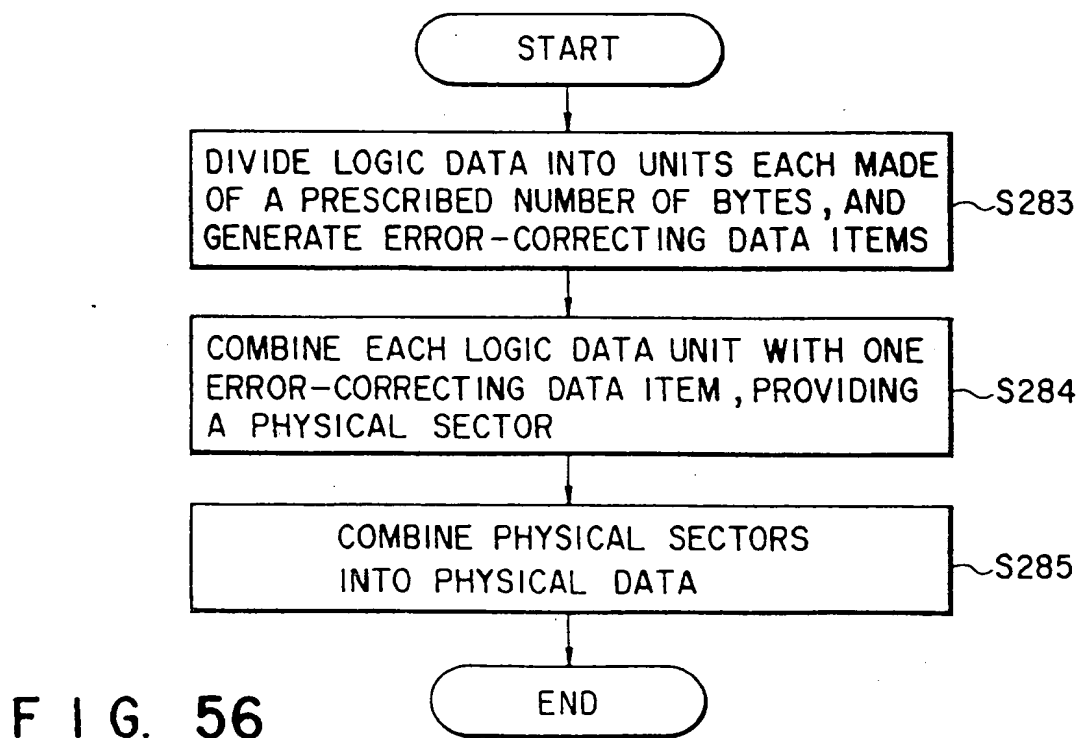 START
DIVIDE LOGIC DATA INTO UNITS EACH MADE
OF A PRESCRIBED NUMBER OF BYTES, AND
GENERATE ERROR-CORRECTING DATA ITEMS
S283
COMBINE EACH LOGIC DATA UNIT WITH ONE
ERROR-CORRECTING DATA ITEM, PROVIDING
A PHYSICAL SECTOR
S284
COMBINE PHYSICAL SECTORS
INTO PHYSICAL DATA
S285
END
FIG. 56